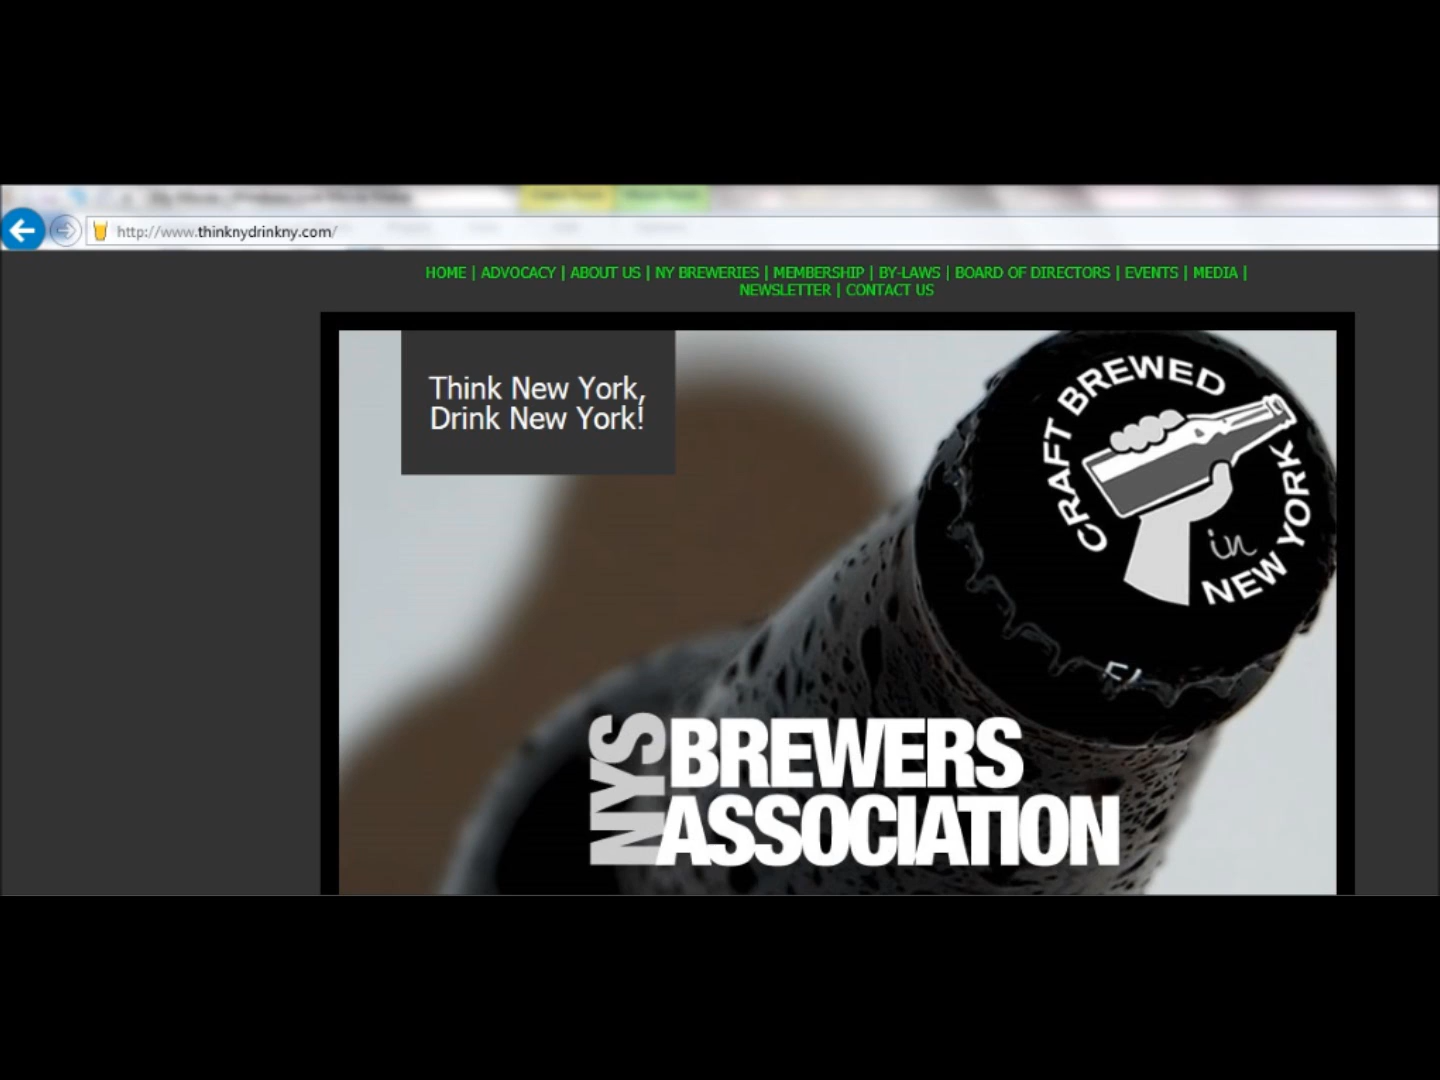 http://www.thinknydrinkny.com/
HOME | ADVOCACY | ABOUT US | NY BREWERIES | MEMBERSHIP | BY-LAWS | BOARD OF DIRECTORS | EVENTS | MEDIA |
NEWSLETTER | CONTACT US
Think New York,
Drink New York!
CRAFT BREWED
in
NEW YORK
NYS
BREWERS
ASSOCIATION